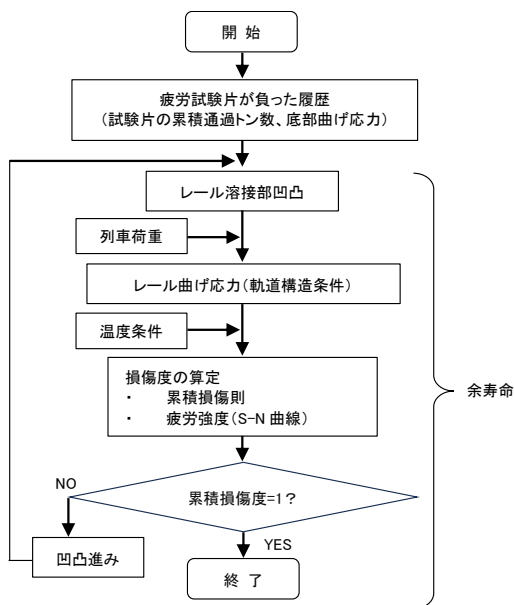 開 始
疲労試験片が負った履歴
（試験片の累積通過トン数、底部曲げ応力）
レール溶接部凹凸
列車荷重
レール曲げ応力（軌道構造条件）
温度条件
損傷度の算定
・ 累積損傷則
・ 疲労強度（S-N 曲線）
余寿命
NO
累積損傷度=1？
YES
凹凸進み
終 了